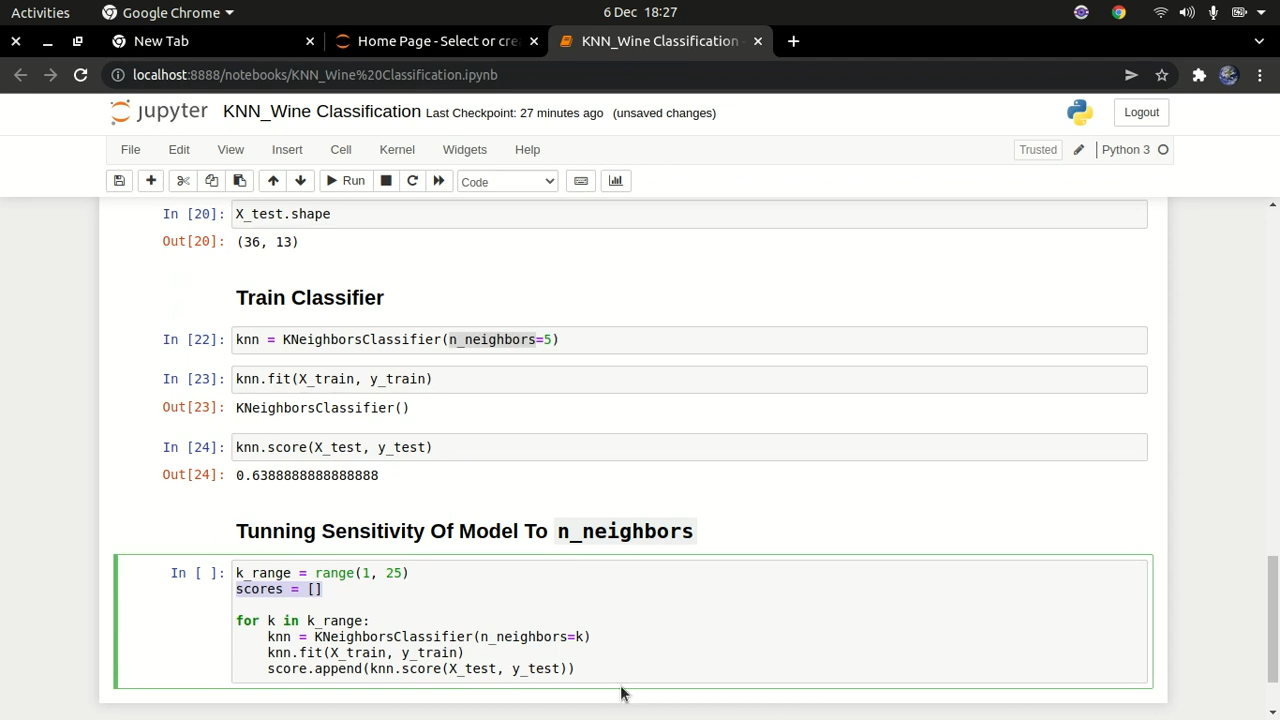 Activities Google Chrome 6 Dec 18:27
New Tab Home Page - Select or cre KNN_Wine Classification -
localhost:8888/notebooks/KNN_Wine%20Classification.ipynb
jupyter KNN_Wine Classification Last Checkpoint: 27 minutes ago (unsaved changes) Logout
File Edit View Insert Cell Kernel Widgets Help Trusted Python 3
Run Code
In [20]: X_test.shape
Out[20]: (36, 13)
Train Classifier
In [22]: knn = KNeighborsClassifier(n_neighbors=5)
In [23]: knn.fit(X_train, y_train)
Out[23]: KNeighborsClassifier()
In [24]: knn.score(X_test, y_test)
Out[24]: 0.6388888888888888
Tunning Sensitivity Of Model To n_neighbors
In [ ]: k_range = range(1, 25)
scores = []
for k in k_range:
knn = KNeighborsClassifier(n_neighbors=k)
knn.fit(X_train, y_train)
score.append(knn.score(X_test, y_test))